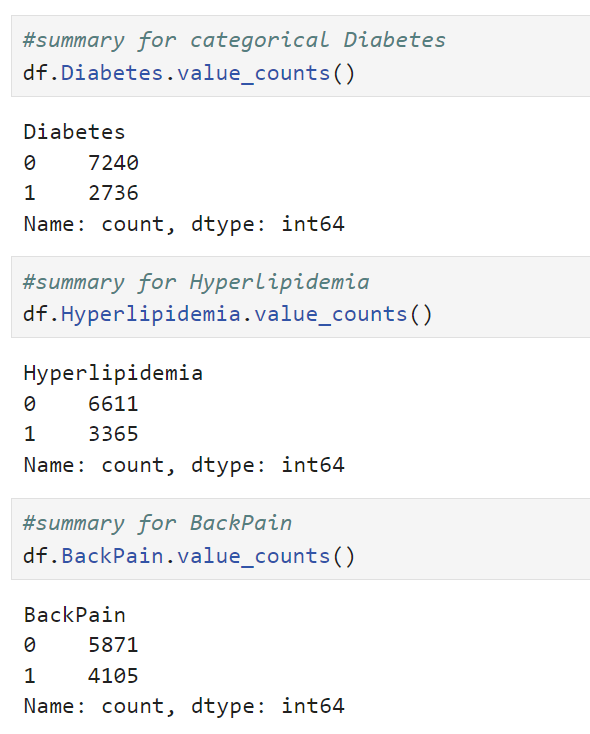 #summary for categorical Diabetes
df.Diabetes.value_counts()
Diabetes
0    7240
1    2736
Name: count, dtype: int64
#summary for Hyperlipidemia
df.Hyperlipidemia.value_counts()
Hyperlipidemia
0    6611
1    3365
Name: count, dtype: int64
#summary for BackPain
df.BackPain.value_counts()
BackPain
0    5871
1    4105
Name: count, dtype: int64